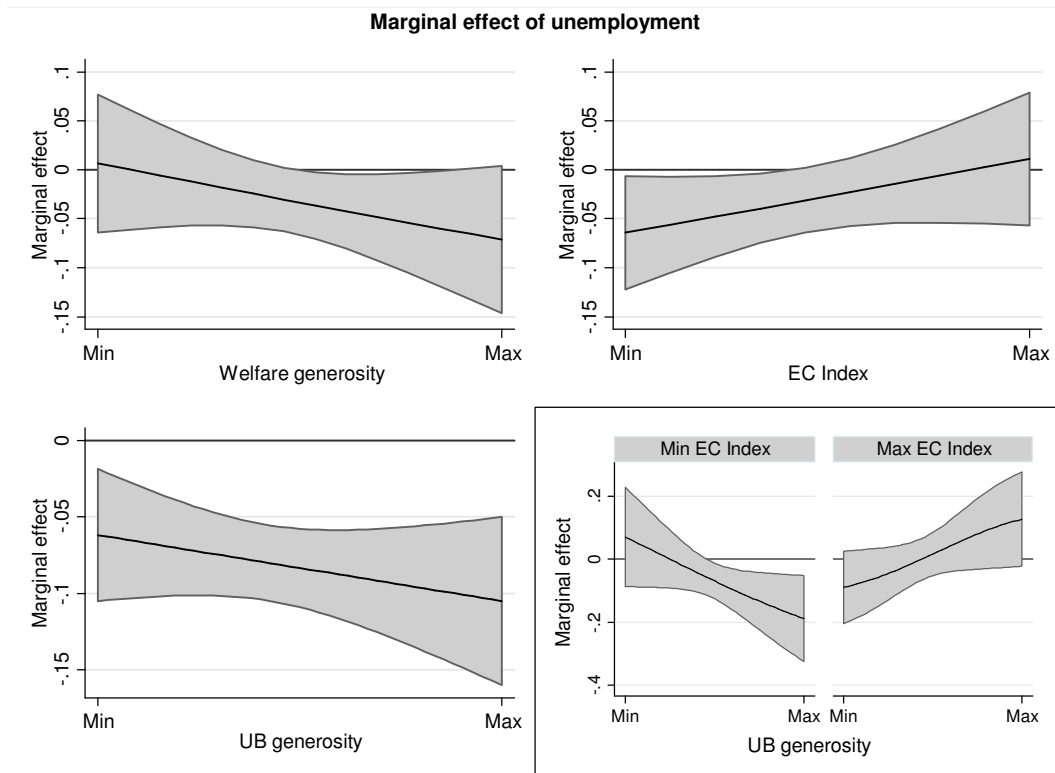 Marginal effect of unemployment
Marginal effect
.1
.05
0
-.05
-.1
-.15
Min
Max
Welfare generosity
Marginal effect
.1
.05
0
-.05
-.1
-.15
Min
Max
EC Index
Marginal effect
0
-.05
-.1
-.15
Min
Max
UB generosity
Min EC Index
Max EC Index
Marginal effect
.2
0
-.2
-.4
Min
Max
Min
Max
UB generosity